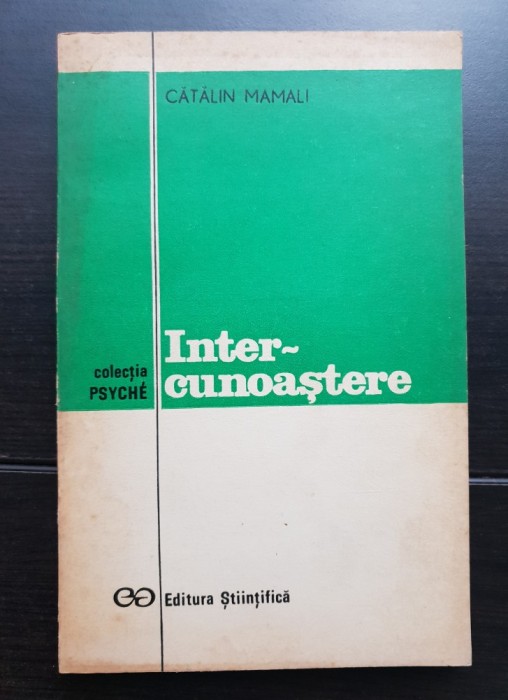 CĂTĂLIN MAMALI
Inter~
cunoaștere
colecția
PSYCHÉ
Editura Științifică